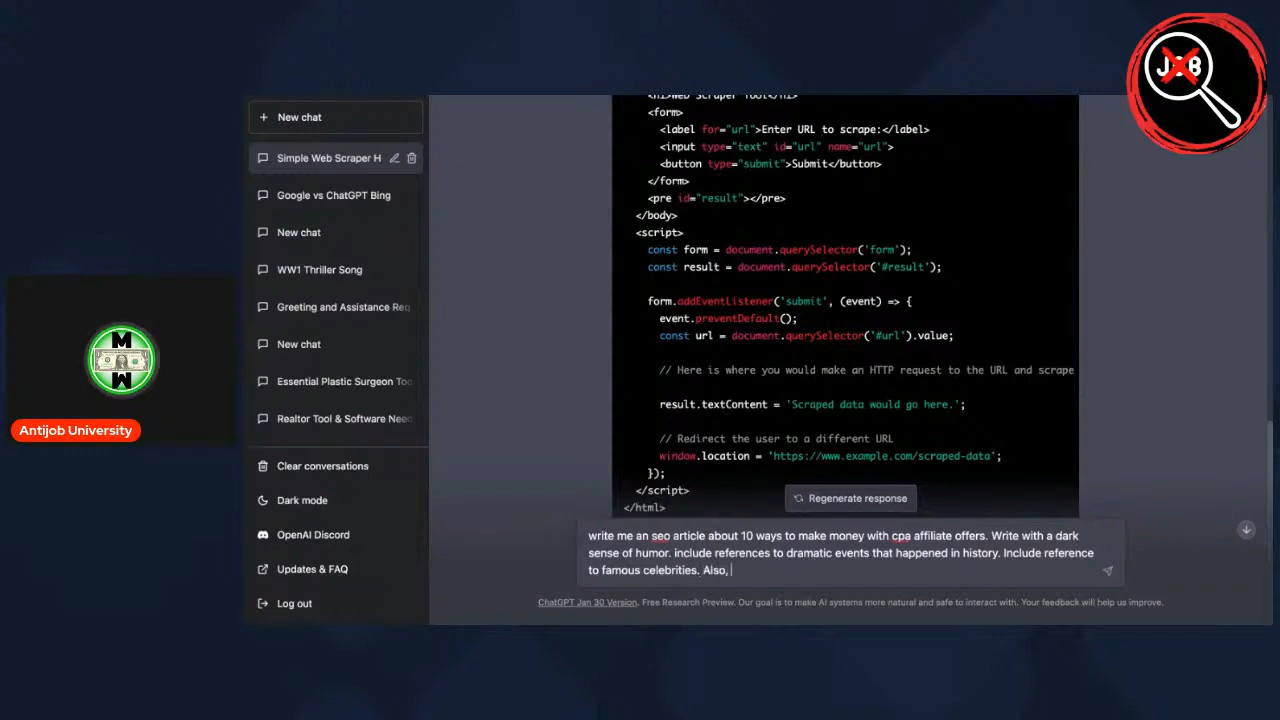 JOB
New chat
Simple Web Scraper H
Google vs ChatGPT Bing
New chat
WW1 Thriller Song
Greeting and Assistance Req
New chat
Essential Plastic Surgeon Too
Realtor Tool & Software Need
Clear conversations
Dark mode
OpenAI Discord
Updates & FAQ
Log out
M
M
Antijob University
<h1>Web Scraper Tool</h1>
<form>
<label for="url">Enter URL to scrape:</label>
<input type="text" id="url" name="url">
<button type="submit">Submit</button>
</form>
<pre id="result"></pre>
</body>
<script>
const form = document.querySelector('form');
const result = document.querySelector('#result');
form.addEventListener('submit', (event) => {
event.preventDefault();
const url = document.querySelector('#url').value;
// Here is where you would make an HTTP request to the URL and scrape
result.textContent = 'Scraped data would go here.';
// Redirect the user to a different URL
window.location = 'https://www.example.com/scraped-data';
});
</script>
</html>
Regenerate response
write me an seo article about 10 ways to make money with cpa affiliate offers. Write with a dark
sense of humor. include references to dramatic events that happened in history. Include reference
to famous celebrities. Also,
ChatGPT Jan 30 Version. Free Research Preview. Our goal is to make AI systems more natural and safe to interact with. Your feedback will help us improve.